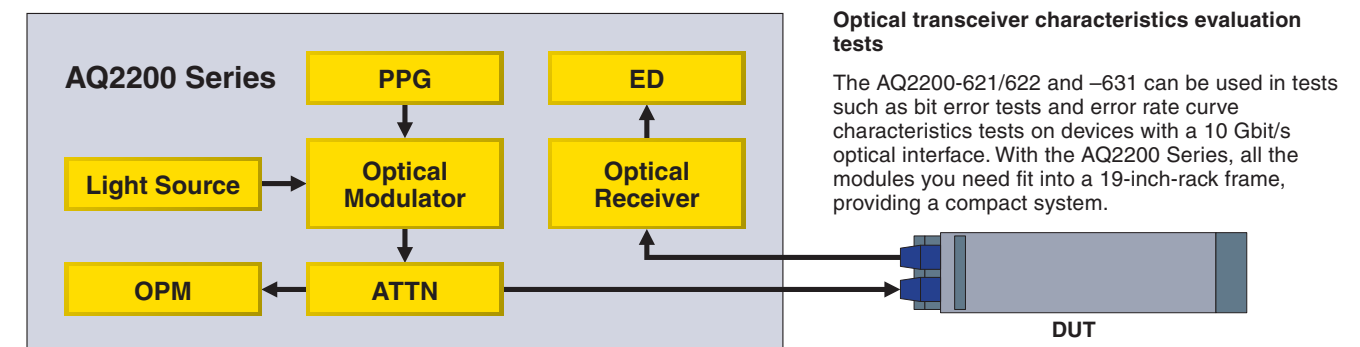 AQ2200 Series
PPG
ED
Light Source
Optical
Modulator
Optical
Receiver
OPM
ATTN
Optical transceiver characteristics evaluation
tests
The AQ2200-621/622 and –631 can be used in tests
such as bit error tests and error rate curve
characteristics tests on devices with a 10 Gbit/s
optical interface. With the AQ2200 Series, all the
modules you need fit into a 19-inch-rack frame,
providing a compact system.
DUT